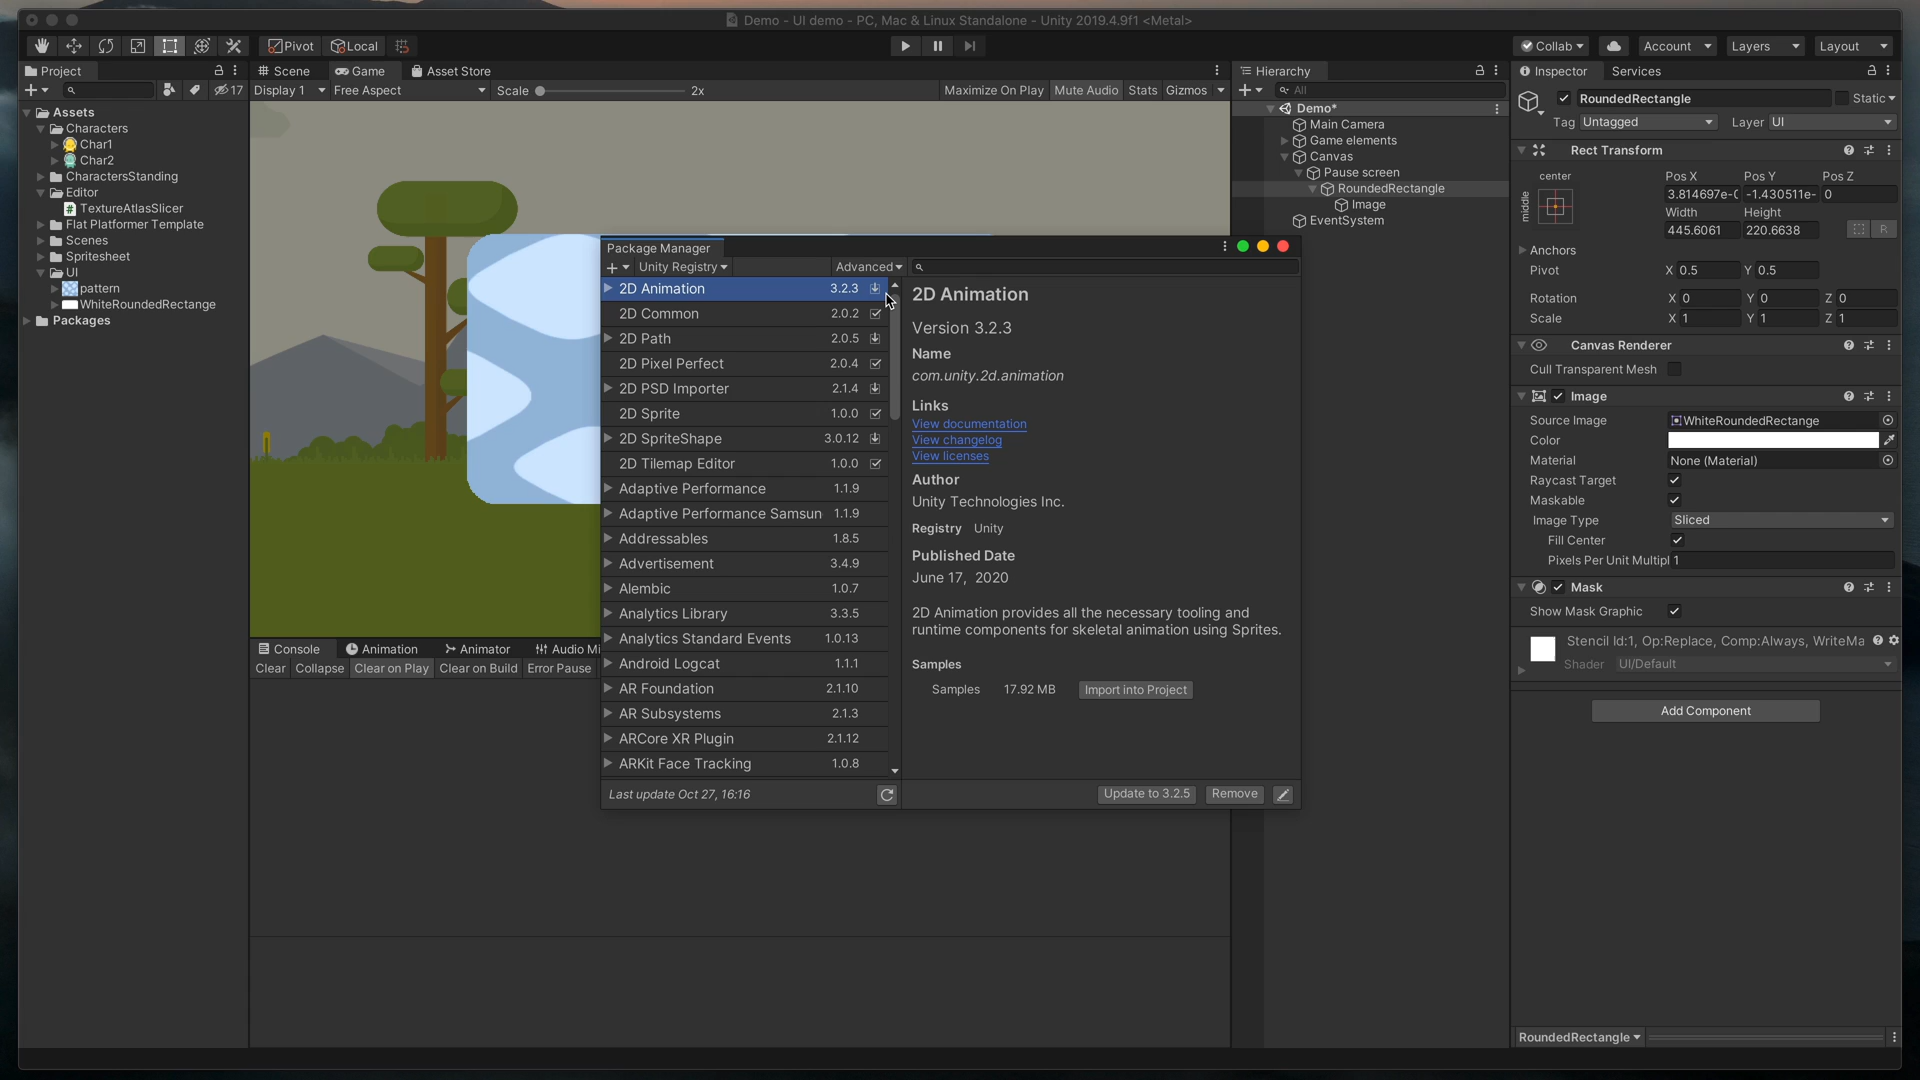 Demo - UI demo - PC, Mac & Linux Standalone - Unity 2019.4.9f1 <Metal>
Pivot
Local
Collab
Account
Layers
Layout
Project
17
Assets
Characters
Char1
Char2
CharactersStanding
Editor
TextureAtlasSlicer
Flat Platformer Template
Scenes
Spritesheet
UI
pattern
WhiteRoundedRectange
Packages
Scene
Game
Asset Store
Display 1
Free Aspect
Scale
2x
Maximize On Play
Mute Audio
Stats
Gizmos
Package Manager
Unity Registry
Advanced
2D Animation 3.2.3
2D Common 2.0.2
2D Path 2.0.5
2D Pixel Perfect 2.0.4
2D PSD Importer 2.1.4
2D Sprite 1.0.0
2D SpriteShape 3.0.12
2D Tilemap Editor 1.0.0
Adaptive Performance 1.1.9
Adaptive Performance Samsun 1.1.9
Addressables 1.8.5
Advertisement 3.4.9
Alembic 1.0.7
Analytics Library 3.3.5
Analytics Standard Events 1.0.13
Android Logcat 1.1.1
AR Foundation 2.1.10
AR Subsystems 2.1.3
ARCore XR Plugin 2.1.12
ARKit Face Tracking 1.0.8
Last update Oct 27, 16:16
2D Animation
Version 3.2.3
Name
com.unity.2d.animation
Links
View documentation
View changelog
View licenses
Author
Unity Technologies Inc.
Registry Unity
Published Date
June 17, 2020
2D Animation provides all the necessary tooling and
runtime components for skeletal animation using Sprites.
Samples
Samples 17.92 MB Import into Project
Update to 3.2.5
Remove
Console
Animation
Animator
Audio Mi
Clear
Collapse
Clear on Play
Clear on Build
Error Pause
Hierarchy
All
Demo*
Main Camera
Game elements
Canvas
Pause screen
RoundedRectangle
Image
EventSystem
Inspector
Services
RoundedRectangle
Static
Tag Untagged Layer UI
Rect Transform
center
middle
Pos X Pos Y Pos Z
3.814697e-( -1.430511e- 0
Width Height
445.6061 220.6638
R
Anchors
Pivot X 0.5 Y 0.5
Rotation X 0 Y 0 Z 0
Scale X 1 Y 1 Z 1
Canvas Renderer
Cull Transparent Mesh
Image
Source Image WhiteRoundedRectange
Color
Material None (Material)
Raycast Target
Maskable
Image Type Sliced
Fill Center
Pixels Per Unit Multipl 1
Mask
Show Mask Graphic
Stencil Id:1, Op:Replace, Comp:Always, WriteMa
Shader UI/Default
Add Component
RoundedRectangle